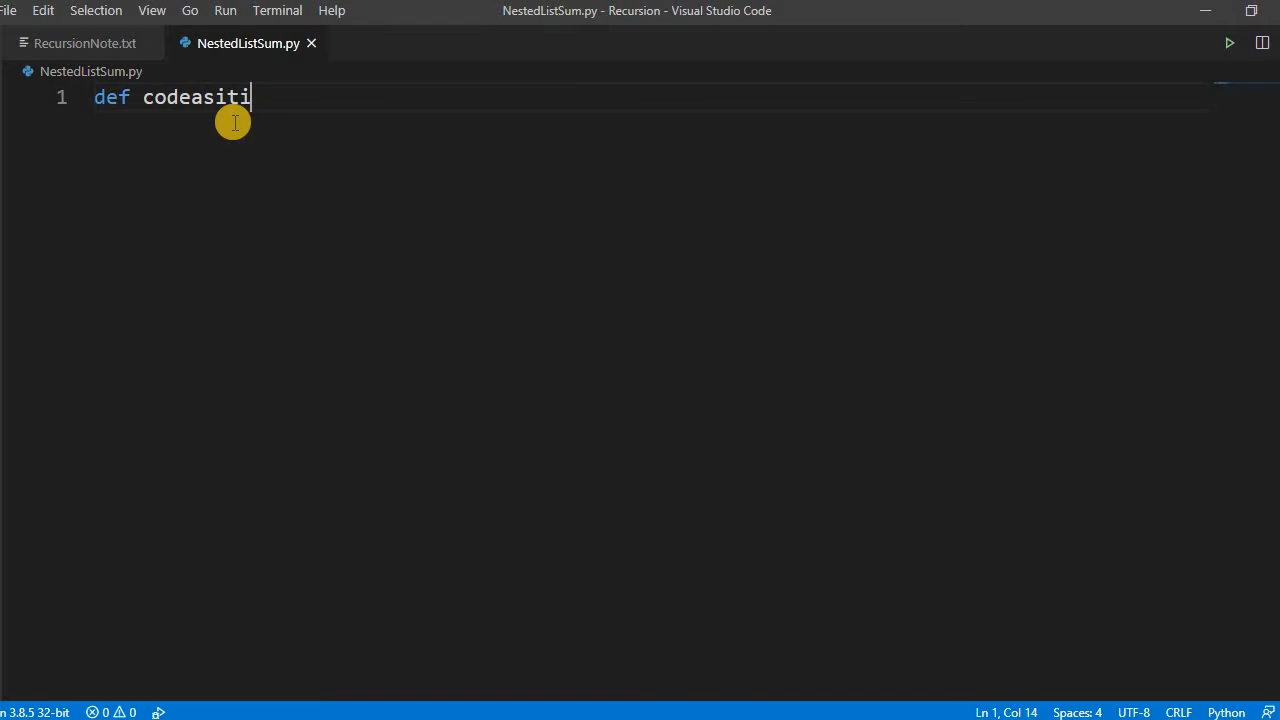 File Edit Selection View Go Run Terminal Help NestedListSum.py - Recursion - Visual Studio Code
RecursionNote.txt NestedListSum.py
NestedListSum.py
1 def codeasiti
n 3.8.5 32-bit 0 0 Ln 1, Col 14 Spaces: 4 UTF-8 CRLF Python